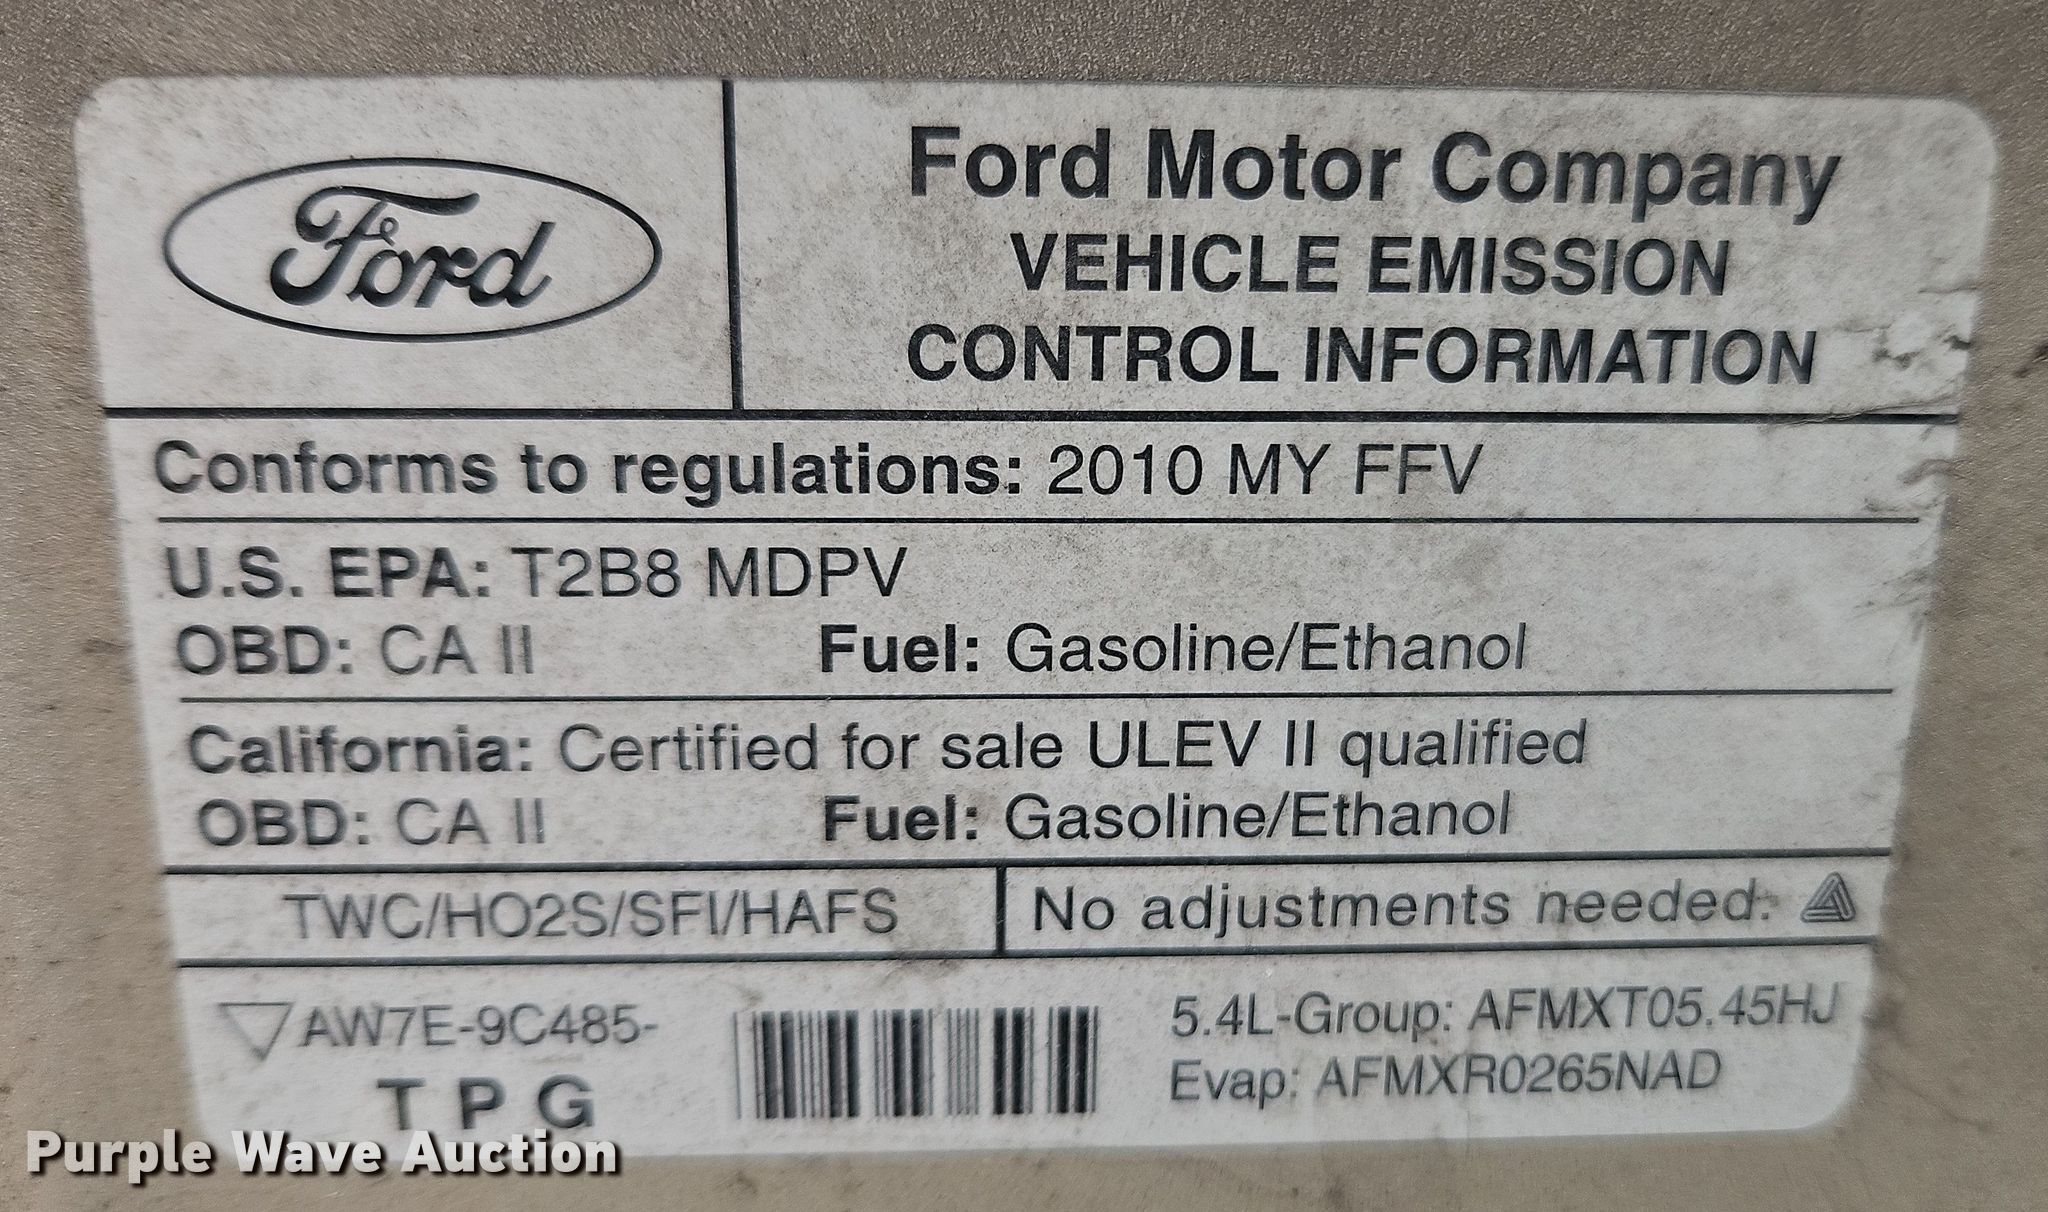 Ford
Ford Motor Company
VEHICLE EMISSION
CONTROL INFORMATION
Conforms to regulations: 2010 MY FFV
U.S. EPA: T2B8 MDPV
OBD: CA II Fuel: Gasoline/Ethanol
California: Certified for sale ULEV II qualified
OBD: CA II Fuel: Gasoline/Ethanol
TWC/HO2S/SFI/HAFS
No adjustments needed.
AW7E-9C485-
TPG
5.4L-Group: AFMXT05.45HJ
Evap: AFMXR0265NAD
Purple Wave Auction